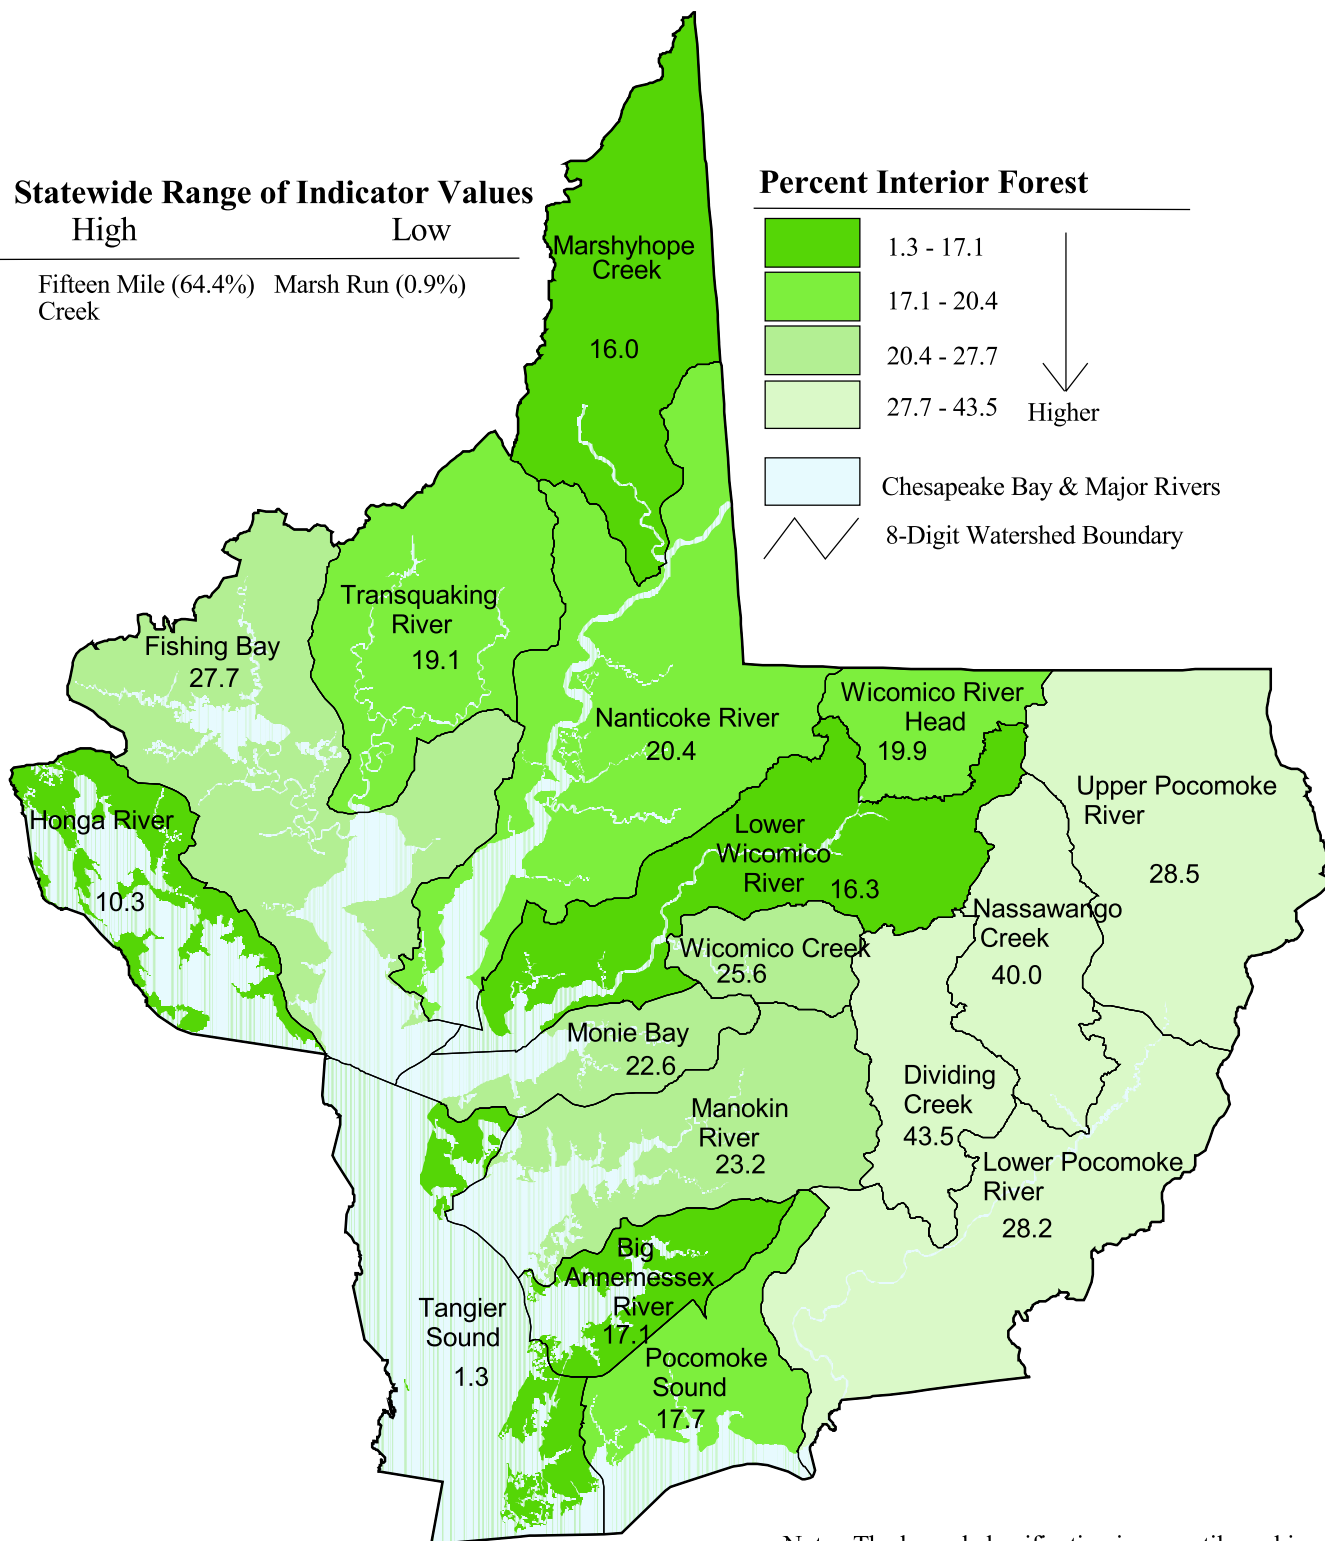 Statewide Range of Indicator Values
High Low
Fifteen Mile (64.4%) Marsh Run (0.9%)
Creek
Percent Interior Forest
1.3 - 17.1
17.1 - 20.4
20.4 - 27.7
27.7 - 43.5
Higher
Chesapeake Bay & Major Rivers
8-Digit Watershed Boundary
Marshyhope
Creek
16.0
Transquaking
River
19.1
Fishing Bay
27.7
Nanticoke River
20.4
Wicomico River
Head
19.9
Upper Pocomoke
River
28.5
Honga River
10.3
Lower
Wicomico
River
16.3
Nassawango
Creek
40.0
Wicomico Creek
25.6
Monie Bay
22.6
Dividing
Creek
43.5
Manokin
River
23.2
Lower Pocomoke
River
28.2
Big
Annemessex
River
17.1
Tangier
Sound
1.3
Pocomoke
Sound
17.7